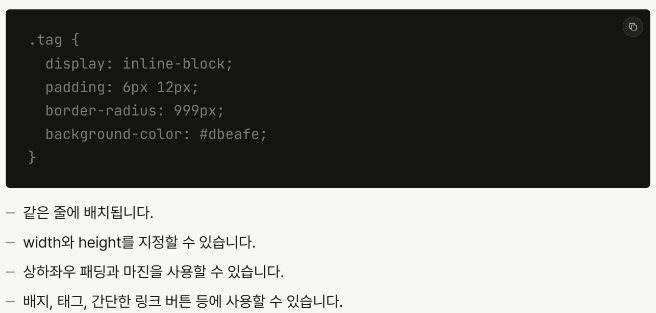 .tag {
  display: inline-block;
  padding: 6px 12px;
  border-radius: 999px;
  background-color: #dbeafe;
}
— 같은 줄에 배치됩니다.
— width와 height를 지정할 수 있습니다.
— 상하좌우 패딩과 마진을 사용할 수 있습니다.
— 배지, 태그, 간단한 링크 버튼 등에 사용할 수 있습니다.